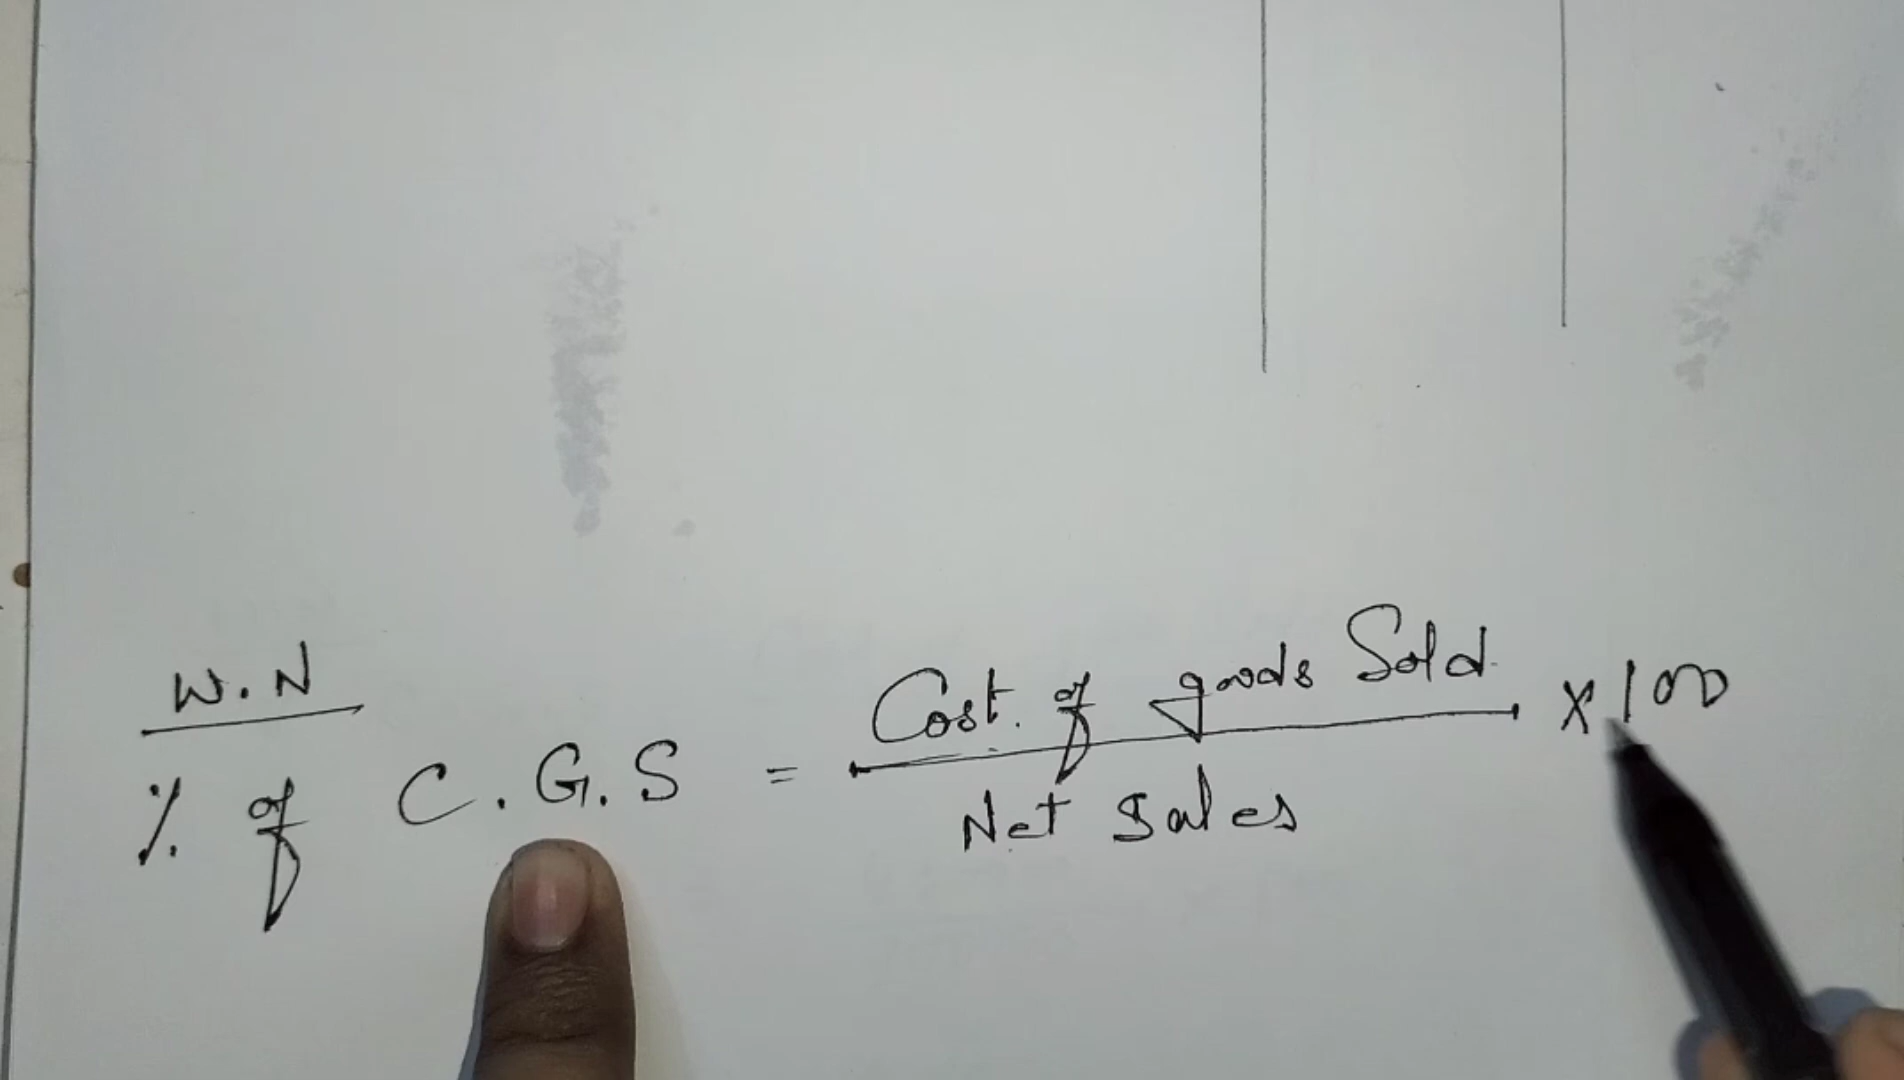 W.N
% of C.G.S = Cost. of goods Sold / Net Sales × 100